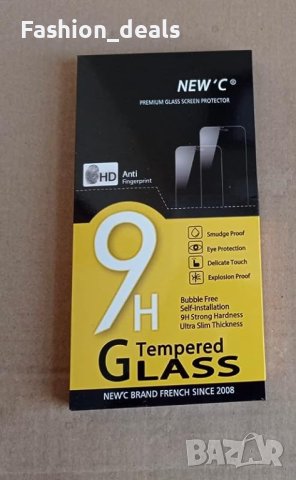 Fashion_deals
NEW'C®
PREMIUM GLASS SCREEN PROTECTOR
HD
Anti
Fingerprint
Smudge Proof
Eye Protection
Delicate Touch
Explosion Proof
9H
Bubble Free
Self-installation
9H Strong Hardness
Ultra Slim Thickness
Tempered
GLASS
NEW'C BRAND FRENCH SINCE 2008
BAZAR.BG